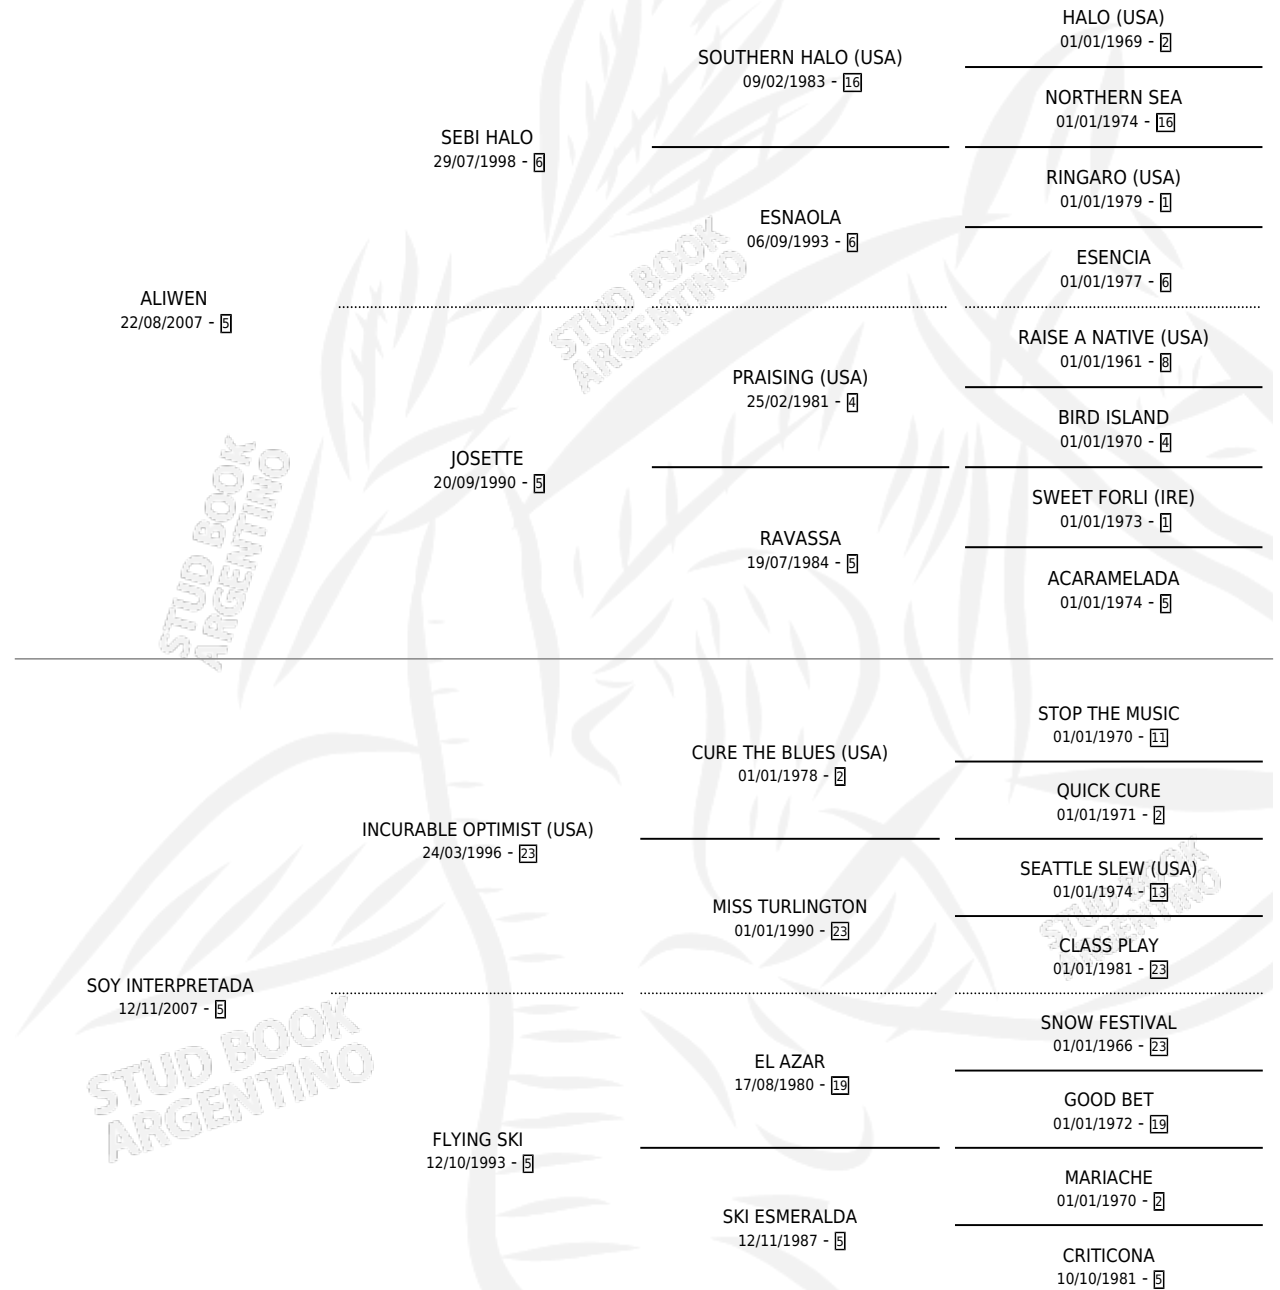 HALO (USA)
01/01/1969 - 2
SOUTHERN HALO (USA)
09/02/1983 - 16
NORTHERN SEA
01/01/1974 - 16
SEBI HALO
29/07/1998 - 6
RINGARO (USA)
01/01/1979 - 1
ESNAOLA
06/09/1993 - 6
ESENCIA
01/01/1977 - 6
ALIWEN
22/08/2007 - 5
RAISE A NATIVE (USA)
01/01/1961 - 8
PRAISING (USA)
25/02/1981 - 4
BIRD ISLAND
01/01/1970 - 4
JOSETTE
20/09/1990 - 5
SWEET FORLI (IRE)
01/01/1973 - 1
RAVASSA
19/07/1984 - 5
ACARAMELADA
01/01/1974 - 5
STUD BOOK
ARGENTINO
STUD BOOK
ARGENTINO
STOP THE MUSIC
01/01/1970 - 11
CURE THE BLUES (USA)
01/01/1978 - 2
QUICK CURE
01/01/1971 - 2
INCURABLE OPTIMIST (USA)
24/03/1996 - 23
SEATTLE SLEW (USA)
01/01/1974 - 13
MISS TURLINGTON
01/01/1990 - 23
CLASS PLAY
01/01/1981 - 23
SOY INTERPRETADA
12/11/2007 - 5
SNOW FESTIVAL
01/01/1966 - 23
EL AZAR
17/08/1980 - 19
GOOD BET
01/01/1972 - 19
FLYING SKI
12/10/1993 - 5
MARIACHE
01/01/1970 - 2
SKI ESMERALDA
12/11/1987 - 5
CRITICONA
10/10/1981 - 5
STUD BOOK
ARGENTINO
STUD BOOK
ARGENTINO